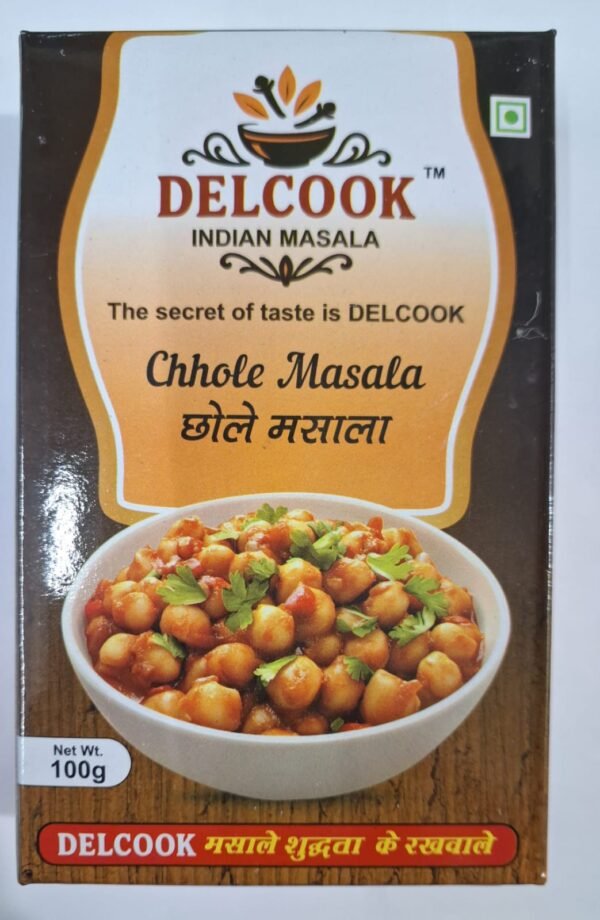 DELCOOK ™
INDIAN MASALA
The secret of taste is DELCOOK
Chhole Masala
छोले मसाला
Net Wt.
100g
DELCOOK मसाले शुद्धता के रखवाले